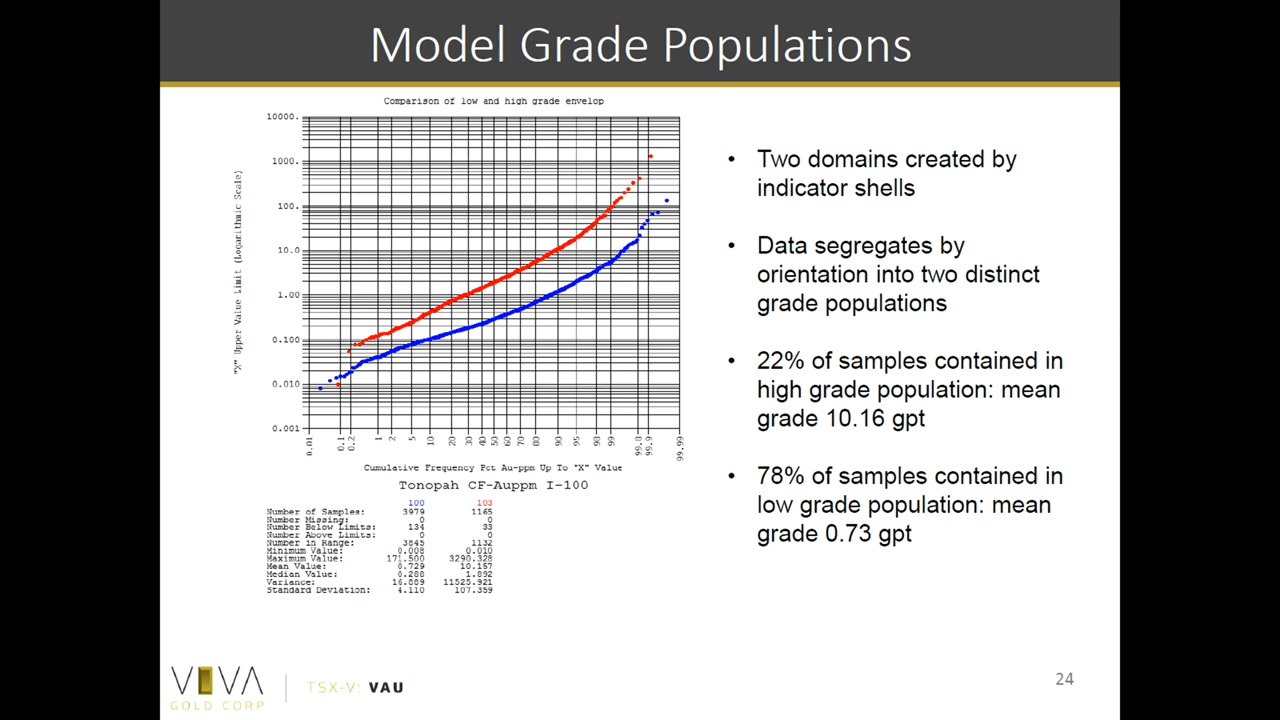 Model Grade Populations
Comparison of low and high grade envelop
"X" Upper Value Limit (Logarithmic Scale)
10000.
1000.
100.
10.0
1.00
0.100
0.010
0.001
0.01 0.1 0.2 1 2 5 10 20 30 40 50 60 70 80 90 95 98 99 99.8 99.9 99.99
Cumulative Frequency Pct Au-ppm Up To "X" Value
Tonopah CF-Auppm I-100
100 103
Number of Samples: 3979 1165
Number Missing: 0 0
Number Below Limits: 134 33
Number Above Limits: 0 0
Number in Range: 3845 1132
Minimum Value: 0.008 0.010
Maximum Value: 171.500 3290.328
Mean Value: 0.729 10.157
Median Value: 0.288 1.892
Variance: 16.889 11525.921
Standard Deviation: 4.110 107.359
• Two domains created by
indicator shells
• Data segregates by
orientation into two distinct
grade populations
• 22% of samples contained in
high grade population: mean
grade 10.16 gpt
• 78% of samples contained in
low grade population: mean
grade 0.73 gpt
VIVA
GOLD CORP
TSX-V: VAU
24